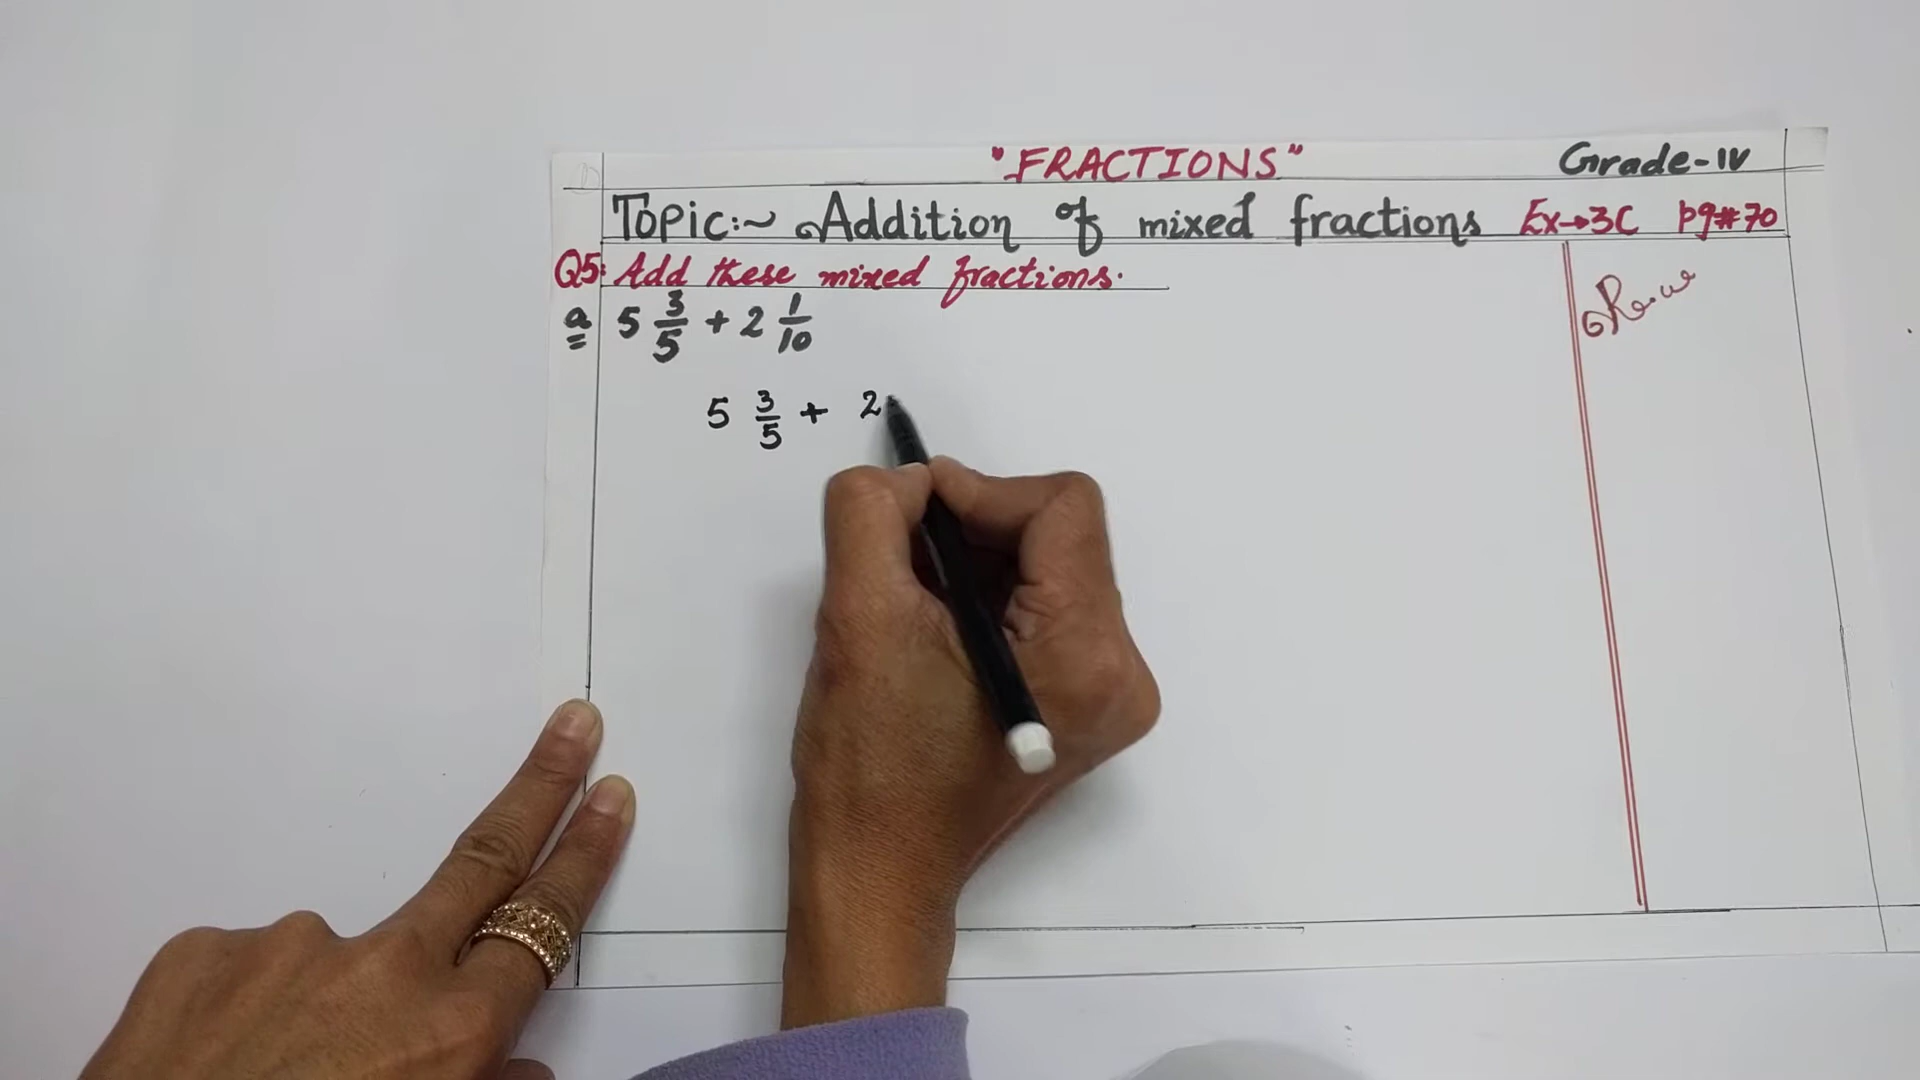 "FRACTIONS" Grade-IV
Topic:~ Addition of mixed fractions Ex→3C Pg#70
Q5: Add these mixed fractions.
a 5 3/5 + 2 1/10
5 3/5 + 2